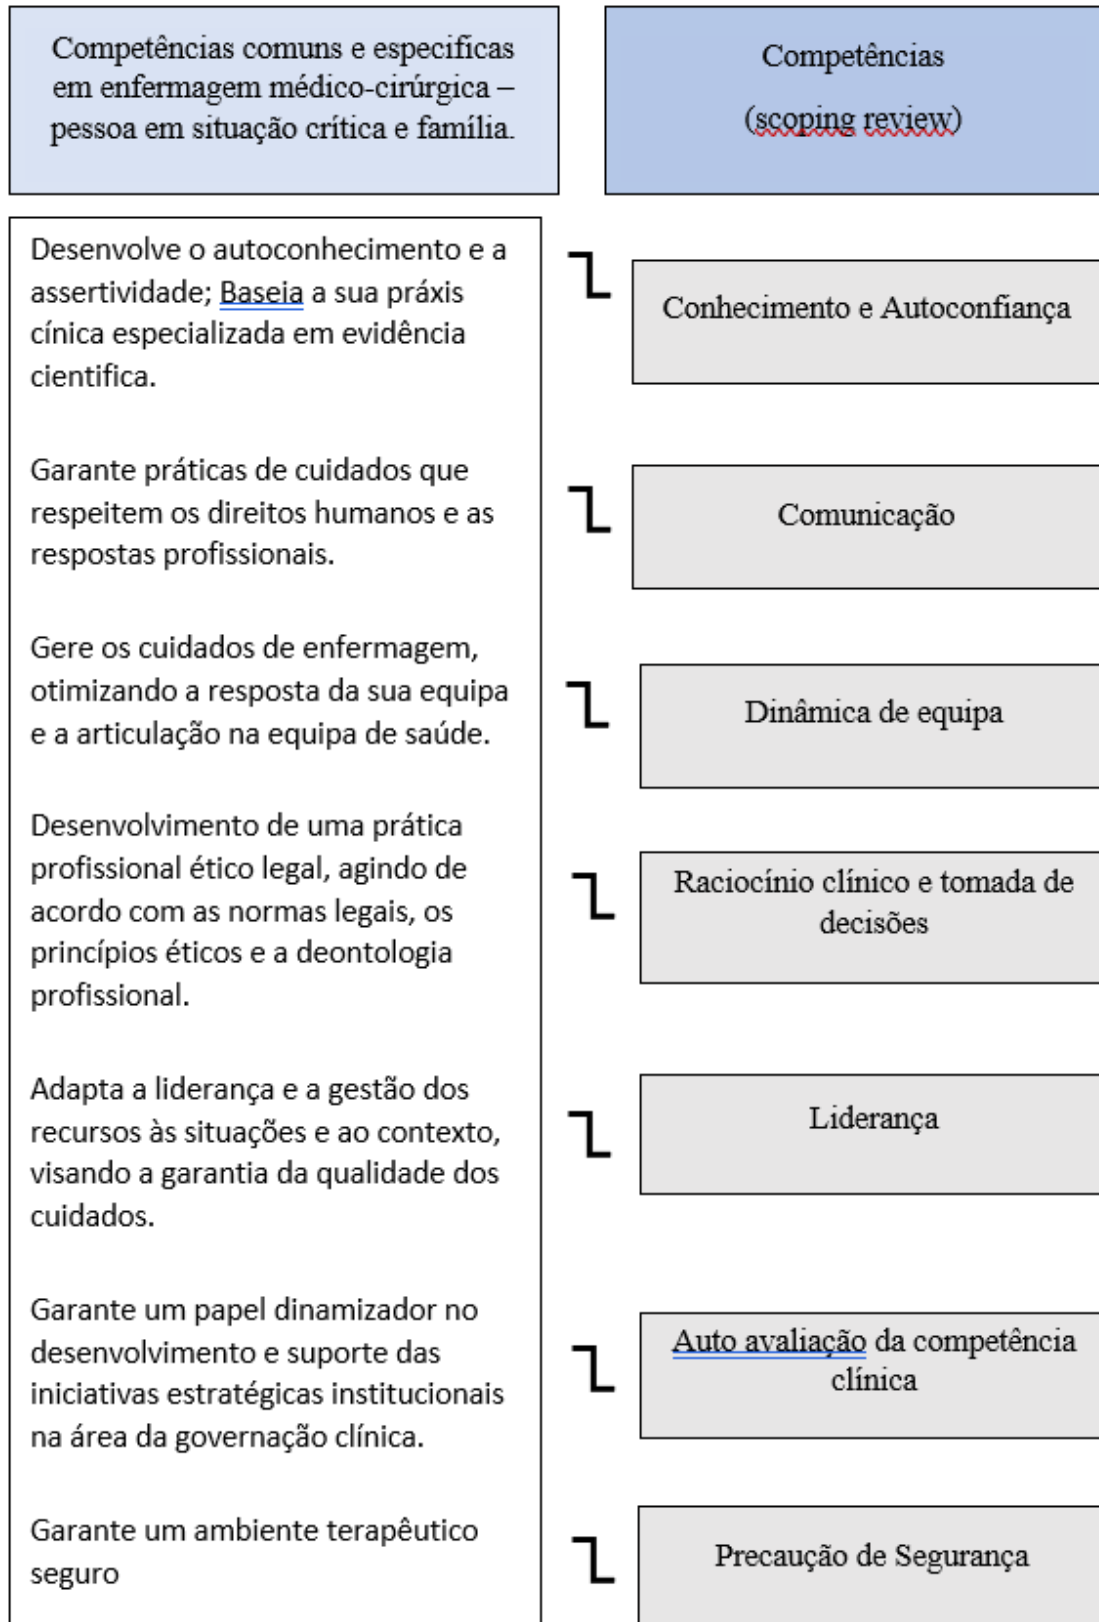 Competências comuns e especificas
em enfermagem médico-cirúrgica –
pessoa em situação crítica e família.
Competências
(scoping review)
Desenvolve o autoconhecimento e a
assertividade; Baseia a sua práxis
cínica especializada em evidência
cientifica.
Conhecimento e Autoconfiança
Garante práticas de cuidados que
respeitem os direitos humanos e as
respostas profissionais.
Comunicação
Gere os cuidados de enfermagem,
otimizando a resposta da sua equipa
e a articulação na equipa de saúde.
Dinâmica de equipa
Desenvolvimento de uma prática
profissional ético legal, agindo de
acordo com as normas legais, os
princípios éticos e a deontologia
profissional.
Raciocínio clínico e tomada de
decisões
Adapta a liderança e a gestão dos
recursos às situações e ao contexto,
visando a garantia da qualidade dos
cuidados.
Liderança
Garante um papel dinamizador no
desenvolvimento e suporte das
iniciativas estratégicas institucionais
na área da governação clínica.
Auto avaliação da competência
clínica
Garante um ambiente terapêutico
seguro
Precaução de Segurança